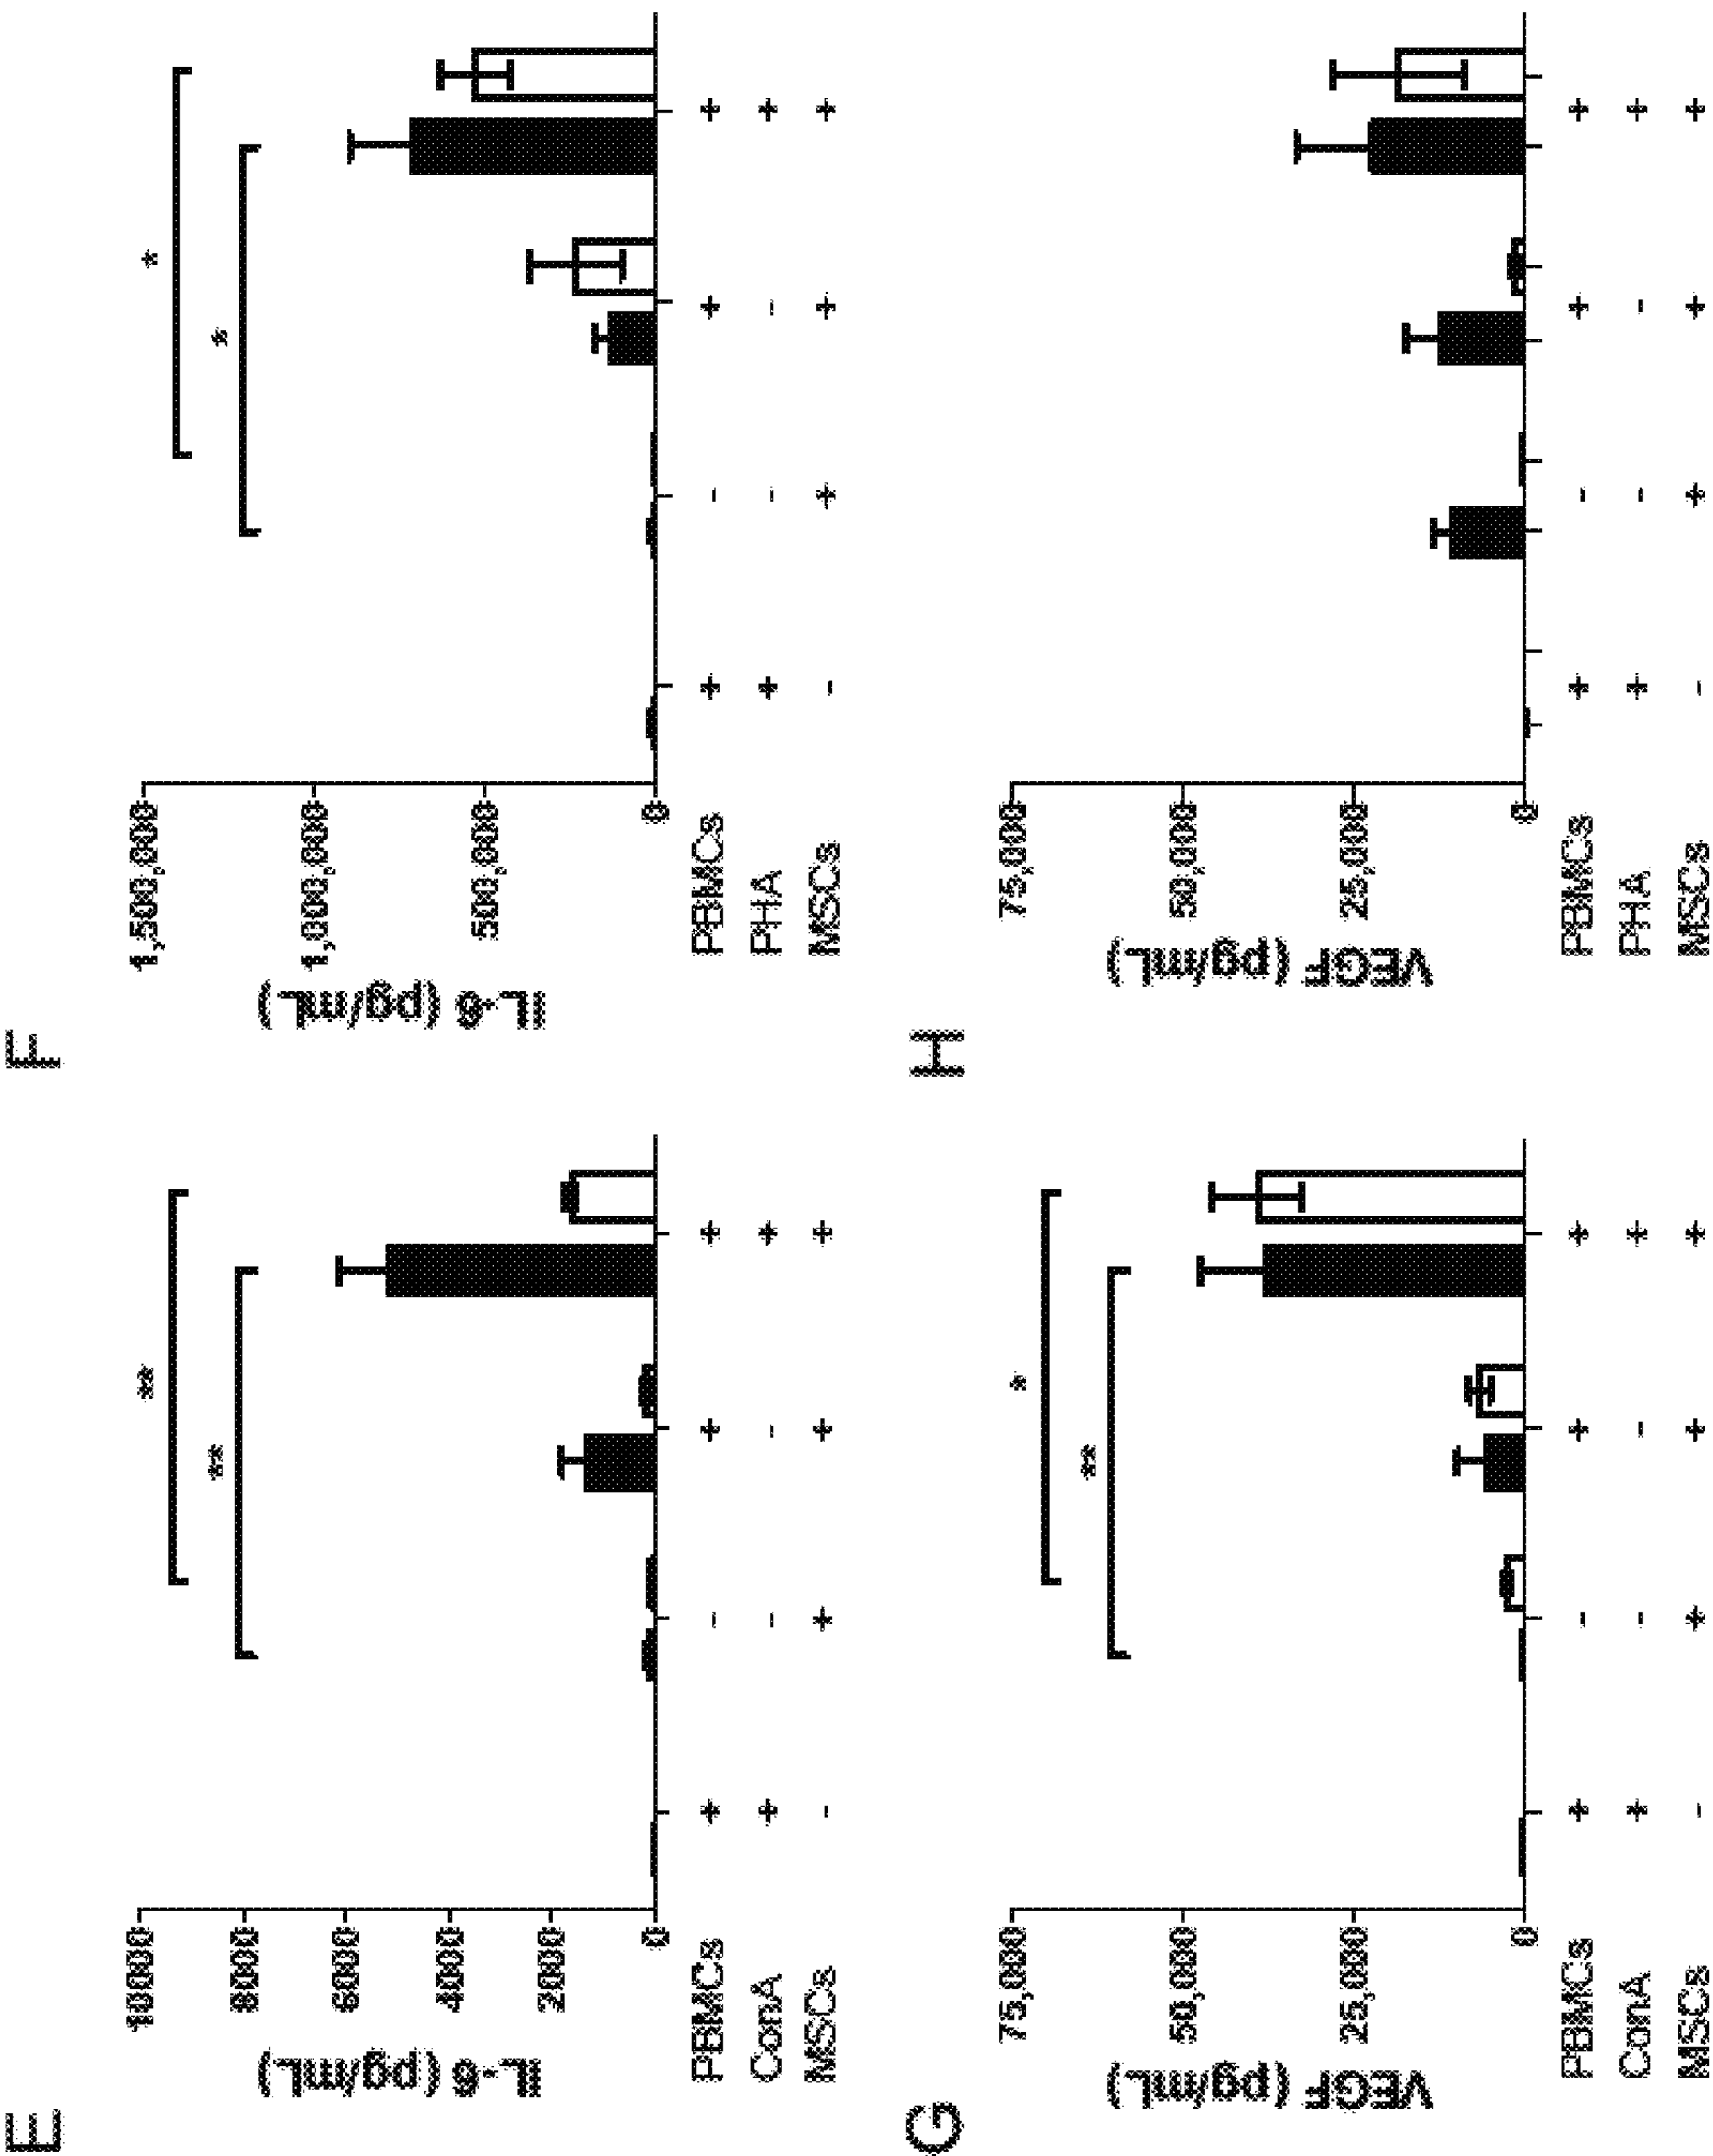 E
IL-6 (pg/mL)
1000
8000
6000
4000
2000
0
**
**
PBMCs + - + +
ConA + - - +
MSCs - + + +
F
IL-6 (pg/mL)
1,500,000
1,000,000
500,000
0
*
*
PBMCs + - + +
PHA + - - +
MSCs - + + +
G
VEGF (pg/mL)
75,000
50,000
25,000
0
*
**
PBMCs + - + +
ConA + - - +
MSCs - + + +
H
VEGF (pg/mL)
75,000
50,000
25,000
0
PBMCs + - + +
PHA + - - +
MSCs - + + +